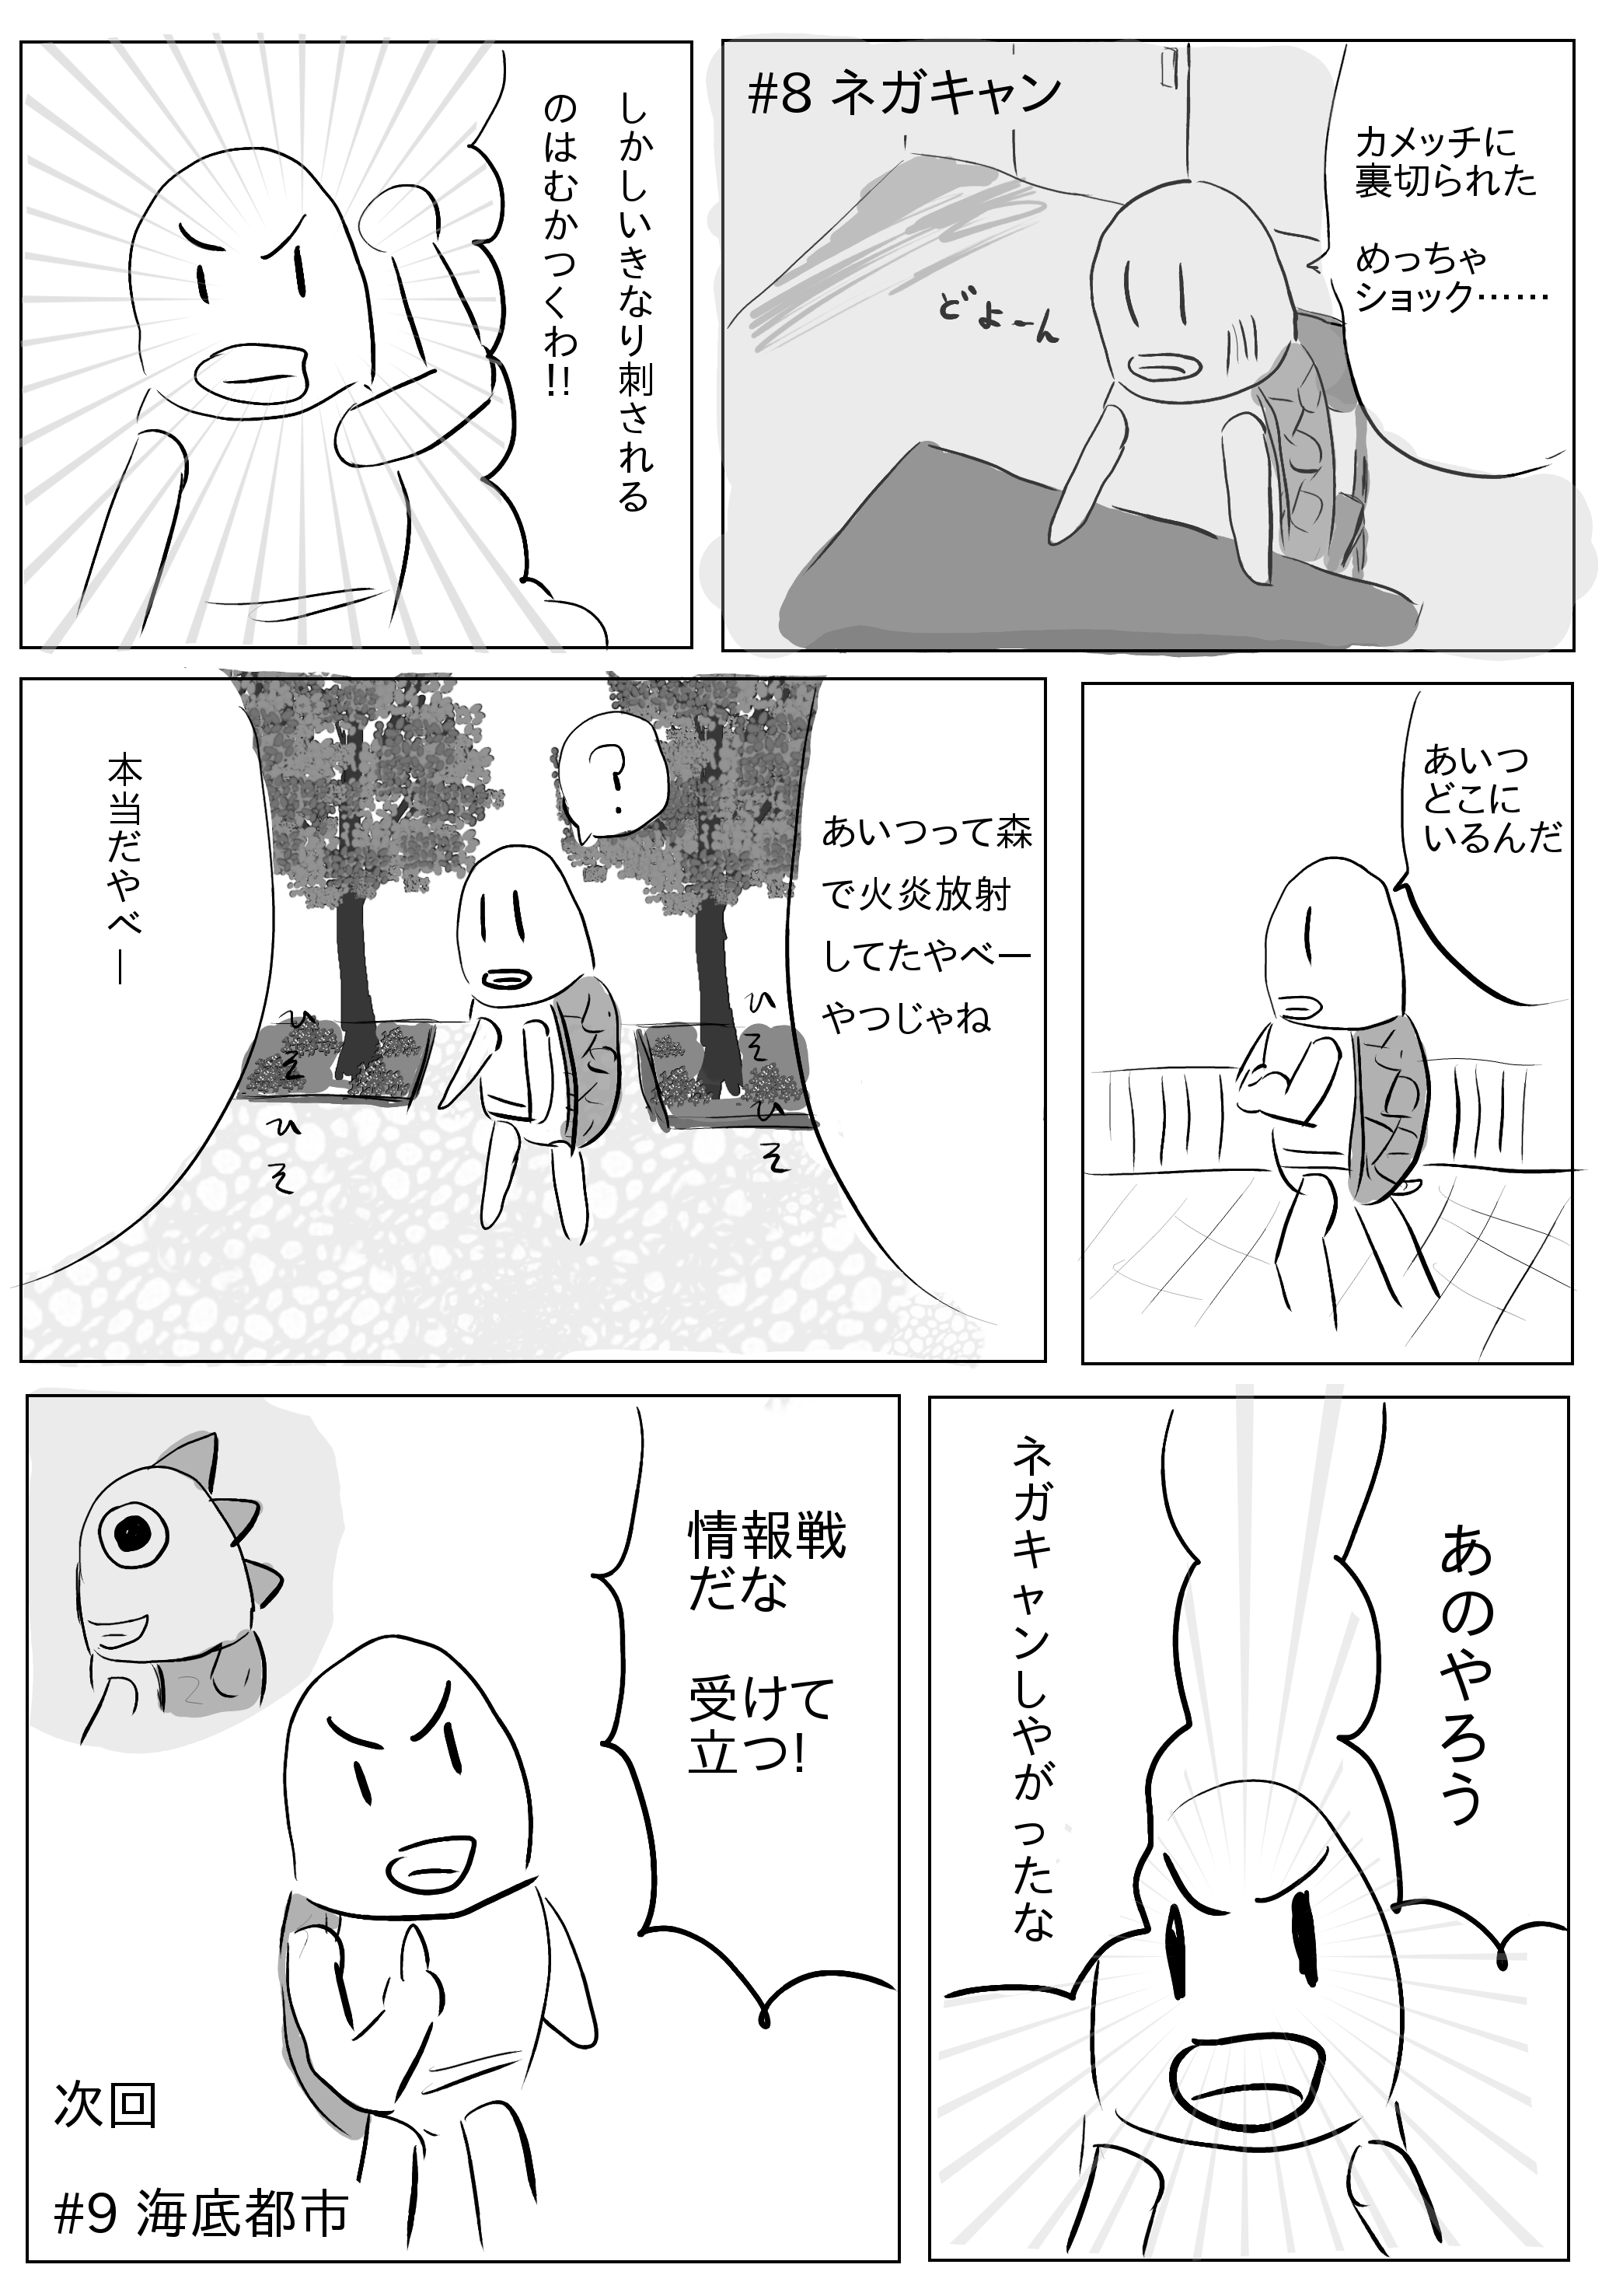 #8 ネガキャン
カメッチに
裏切られた
めっちゃ
ショック……
どよーん
しかしいきなり刺される
のはむかつくわ!!
あいつ
どこに
いるんだ
あいつって森
で火炎放射
してたやべー
やつじゃね
?
ひそひそ
本当だやべー
ひそひそ
あのやろう
ネガキャンしやがったな
情報戦
だな
受けて
立つ!
次回
#9 海底都市